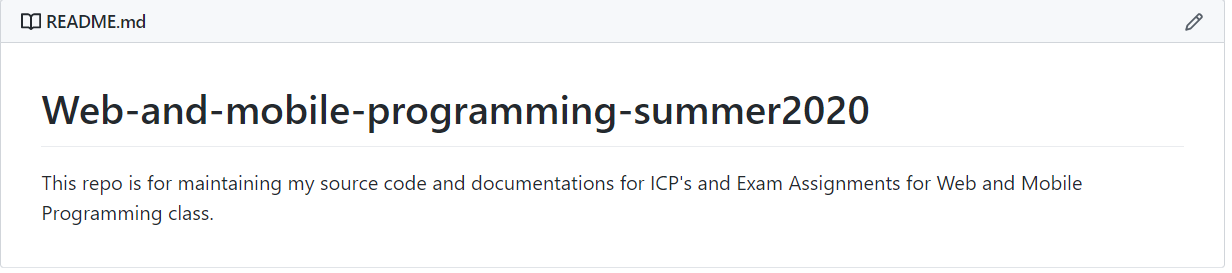 README.md
Web-and-mobile-programming-summer2020
This repo is for maintaining my source code and documentations for ICP's and Exam Assignments for Web and Mobile
Programming class.